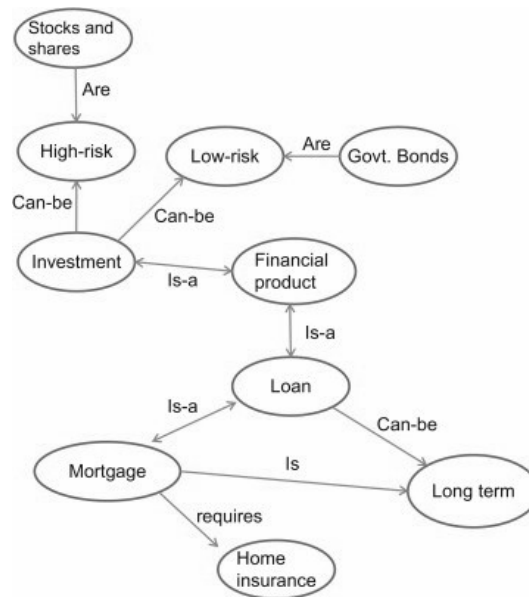 Stocks and
shares
Are
High-risk
Low-risk
Are
Govt. Bonds
Can-be
Can-be
Investment
Is-a
Financial
product
Is-a
Loan
Is-a
Can-be
Mortgage
Is
Long term
requires
Home
insurance